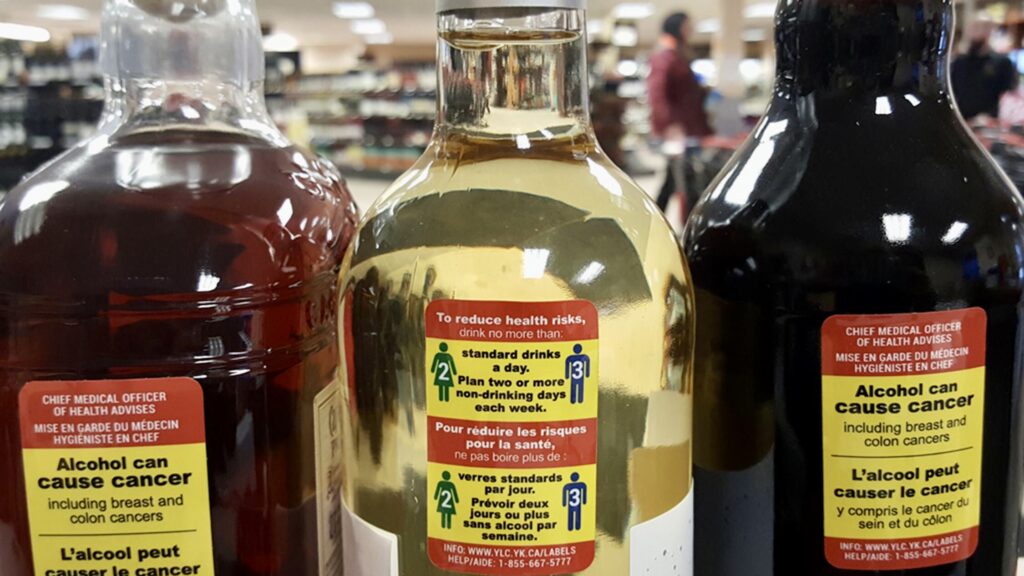 CHIEF MEDICAL OFFICER
OF HEALTH ADVISES
MISE EN GARDE DU MÉDECIN
HYGIÉNISTE EN CHEF
Alcohol can
cause cancer
including breast and
colon cancers
L'alcool peut
causer le cancer
To reduce health risks,
drink no more than:
2 standard drinks 3
a day.
Plan two or more
non-drinking days
each week.
Pour réduire les risques
pour la santé,
ne pas boire plus de :
2 verres standards 3
par jour.
Prévoir deux
jours ou plus
sans alcool par
semaine.
INFO: WWW.YLC.YK.CA/LABELS
HELP/AIDE: 1-855-667-5777
CHIEF MEDICAL OFFICER
OF HEALTH ADVISES
MISE EN GARDE DU MÉDECIN
HYGIÉNISTE EN CHEF
Alcohol can
cause cancer
including breast and
colon cancers
L'alcool peut
causer le cancer
y compris le cancer du
sein et du côlon
INFO: WWW.YLC.YK.CA/LABELS
HELP/AIDE: 1-855-667-5777